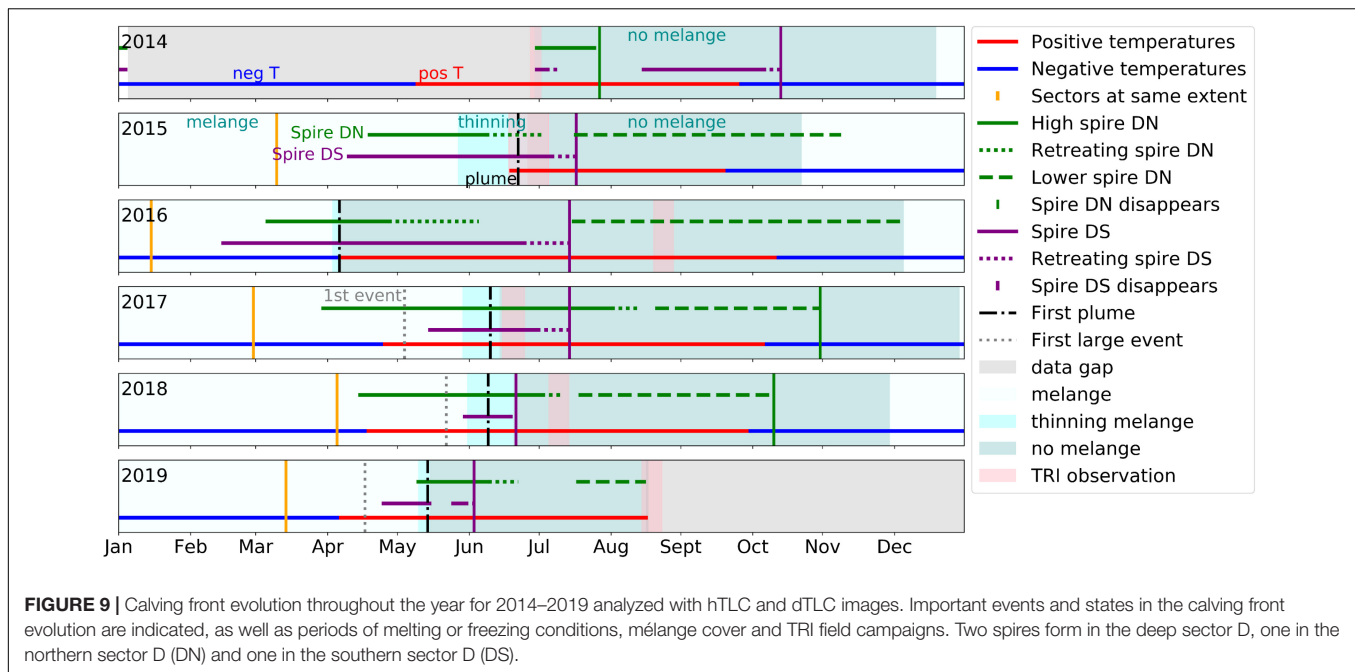 2014
no melange
neg T
pos T
2015
melange
thinning
no melange
Spire DN
Spire DS
plume
2016
2017
1st event
2018
2019
Jan Feb Mar Apr May Jun Jul Aug Sept Oct Nov Dec
Positive temperatures
Negative temperatures
Sectors at same extent
High spire DN
Retreating spire DN
Lower spire DN
Spire DN disappears
Spire DS
Retreating spire DS
Spire DS disappears
First plume
First large event
data gap
melange
thinning melange
no melange
TRI observation
FIGURE 9 | Calving front evolution throughout the year for 2014–2019 analyzed with hTLC and dTLC images. Important events and states in the calving front
evolution are indicated, as well as periods of melting or freezing conditions, mélange cover and TRI field campaigns. Two spires form in the deep sector D, one in the
northern sector D (DN) and one in the southern sector D (DS).